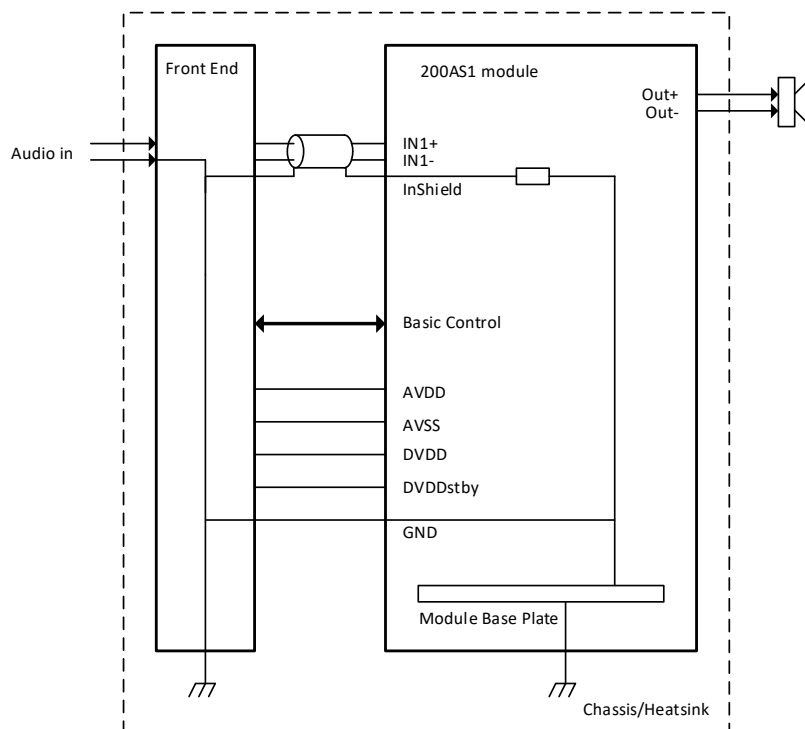 Front End
200AS1 module
Out+
Out-
Audio in
IN1+
IN1-
InShield
Basic Control
AVDD
AVSS
DVDD
DVDDstby
GND
Module Base Plate
Chassis/Heatsink